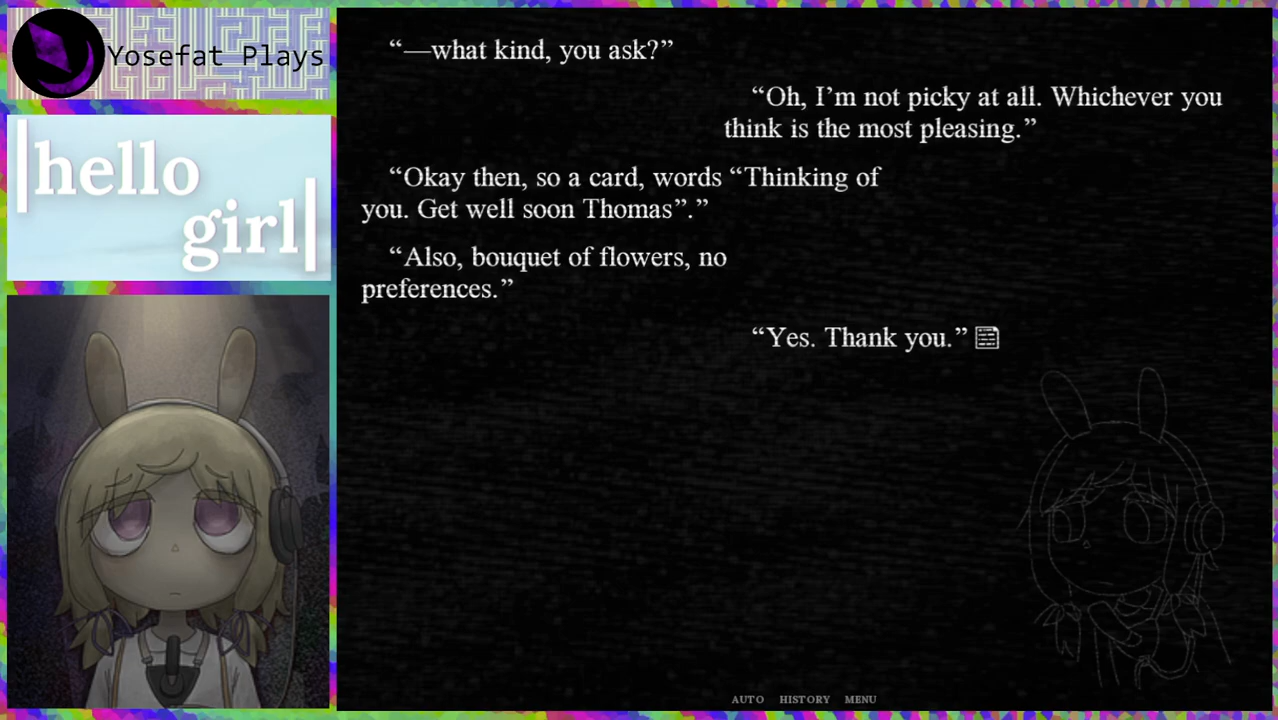 Yosefat Plays
|hello
girl|
“—what kind, you ask?”
“Oh, I’m not picky at all. Whichever you
think is the most pleasing.”
“Okay then, so a card, words “Thinking of
you. Get well soon Thomas”.”
“Also, bouquet of flowers, no
preferences.”
“Yes. Thank you.”
AUTO HISTORY MENU